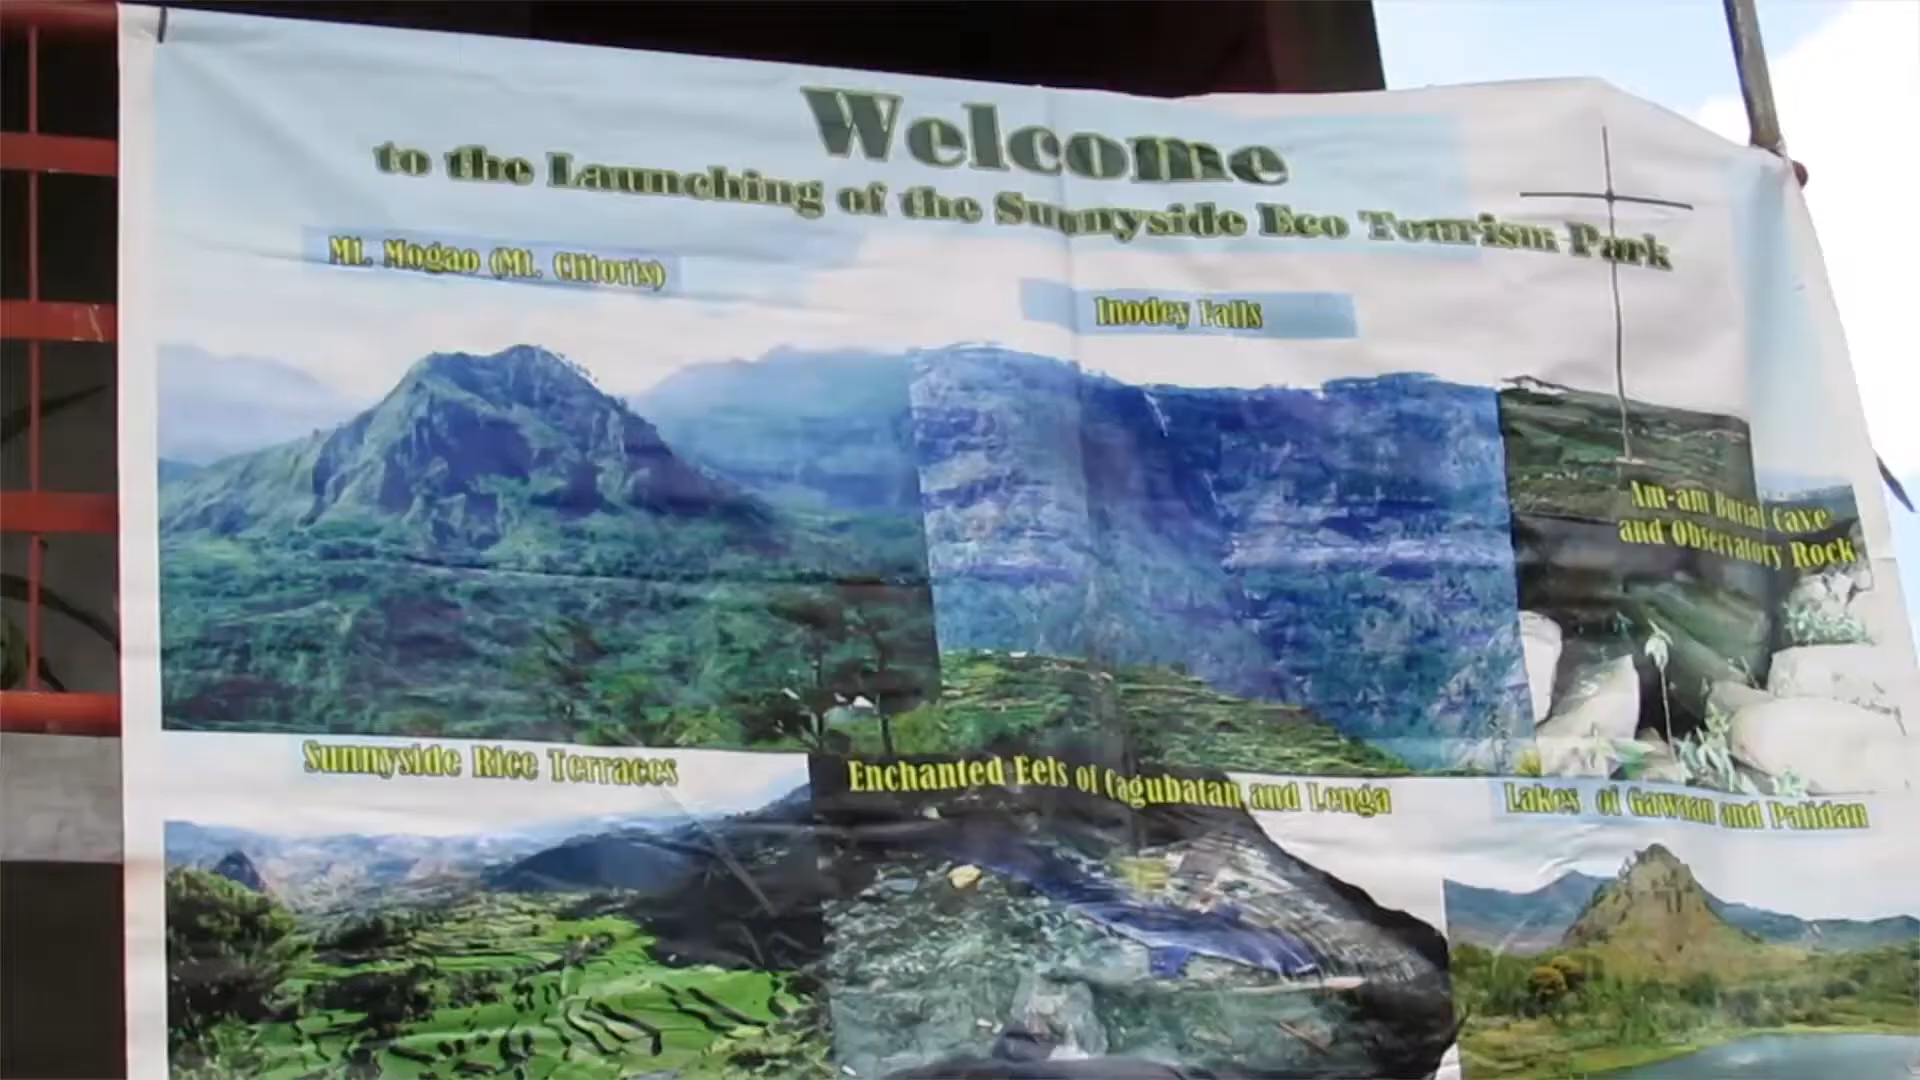 Welcome
to the Launching of the Sunnyside Eco Tourism Park
Mt. Mogao (Mt. Clitoris)
Inodey Falls
Am-am Burial Cave
and Observatory Rock
Sunnyside Rice Terraces
Enchanted Eels of Cagubatan and Lenga
Lakes of Gawaan and Palidan